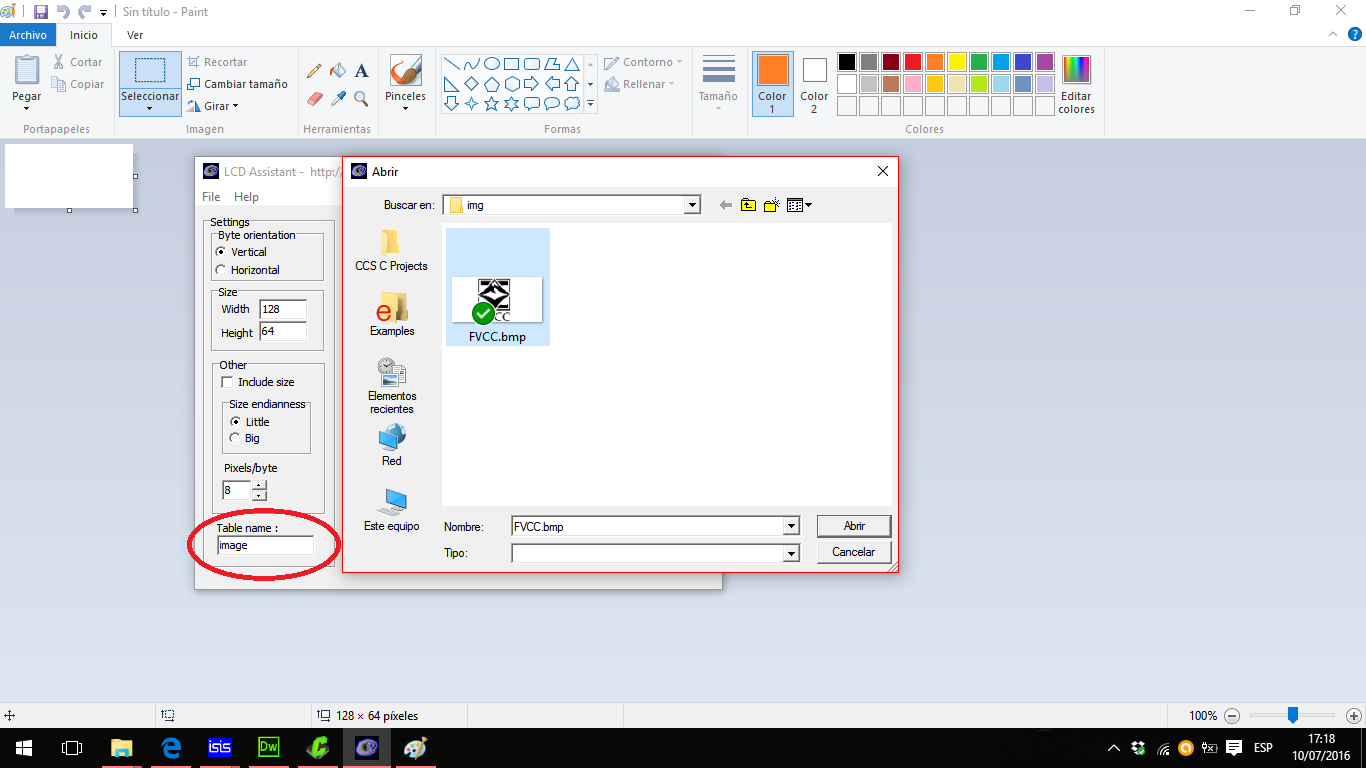 Sin título - Paint
Archivo Inicio Ver
Pegar
Cortar
Copiar
Portapapeles
Seleccionar
Recortar
Cambiar tamaño
Girar
Imagen
A
Herramientas
Pinceles
Contorno
Rellenar
Formas
Tamaño
Color
1
Color
2
Editar
colores
Colores
LCD Assistant - http://
File Help
Settings
Byte orientation
Vertical
Horizontal
Size
Width 128
Height 64
Other
Include size
Size endianness
Little
Big
Pixels/byte
8
Table name :
image
Abrir
Buscar en: img
CCS C Projects
Examples
Elementos
recientes
Red
Este equipo
CC
FVCC.bmp
Nombre: FVCC.bmp Abrir
Tipo: Cancelar
128 × 64 píxeles 100%
isis Dw ESP 17:18
10/07/2016